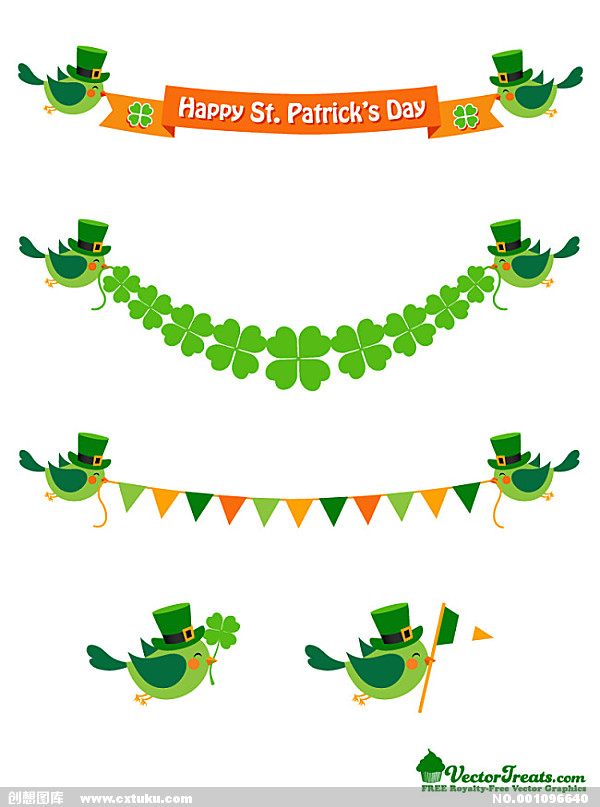 Happy St. Patrick's Day
VectorTreats.com
FREE Royalty-Free Vector Graphics
创想图库 www.cxtuku.com
NO.001096640